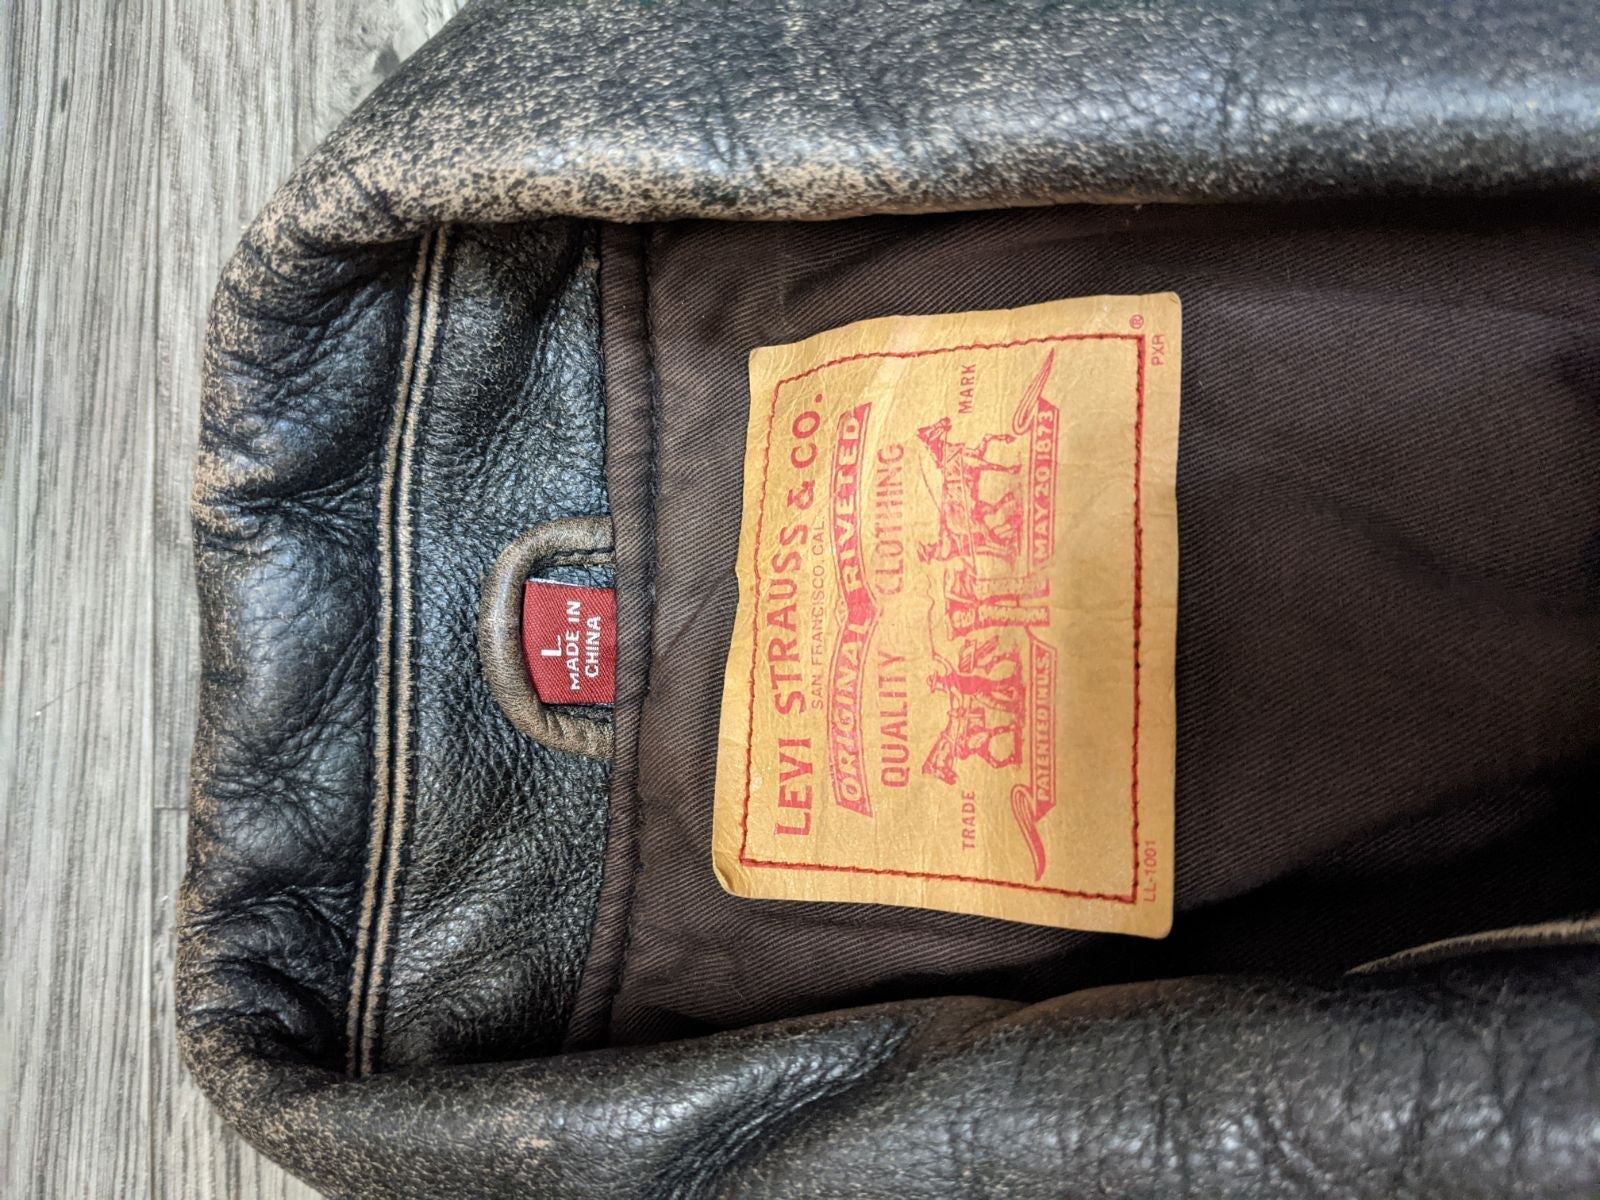 L
MADE IN
CHINA
LEVI STRAUSS & CO.
SAN FRANCISCO. CAL.
ORIGINAL RIVETED
QUALITY CLOTHING
TRADE MARK
PATENTED IN U.S. MAY 20 1873
LL-1001 PXR ®